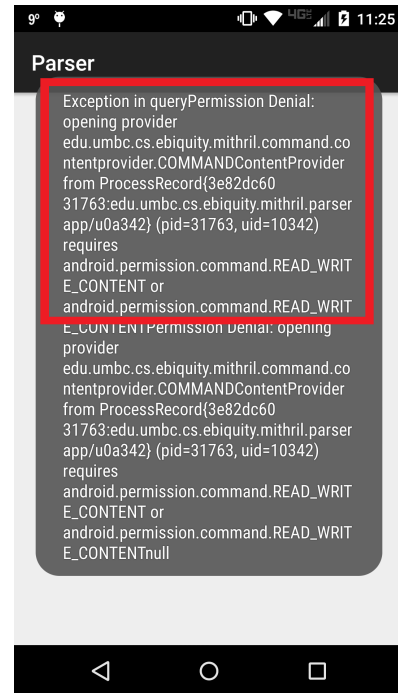 9° 4G 11:25
Parser
Exception in queryPermission Denial:
opening provider
edu.umbc.cs.ebiquity.mithril.command.co
ntentprovider.COMMANDContentProvider
from ProcessRecord{3e82dc60
31763:edu.umbc.cs.ebiquity.mithril.parser
app/u0a342} (pid=31763, uid=10342)
requires
android.permission.command.READ_WRIT
E_CONTENT or
android.permission.command.READ_WRIT
E_CONTENTPermission Denial: opening
provider
edu.umbc.cs.ebiquity.mithril.command.co
ntentprovider.COMMANDContentProvider
from ProcessRecord{3e82dc60
31763:edu.umbc.cs.ebiquity.mithril.parser
app/u0a342} (pid=31763, uid=10342)
requires
android.permission.command.READ_WRIT
E_CONTENT or
android.permission.command.READ_WRIT
E_CONTENTnull